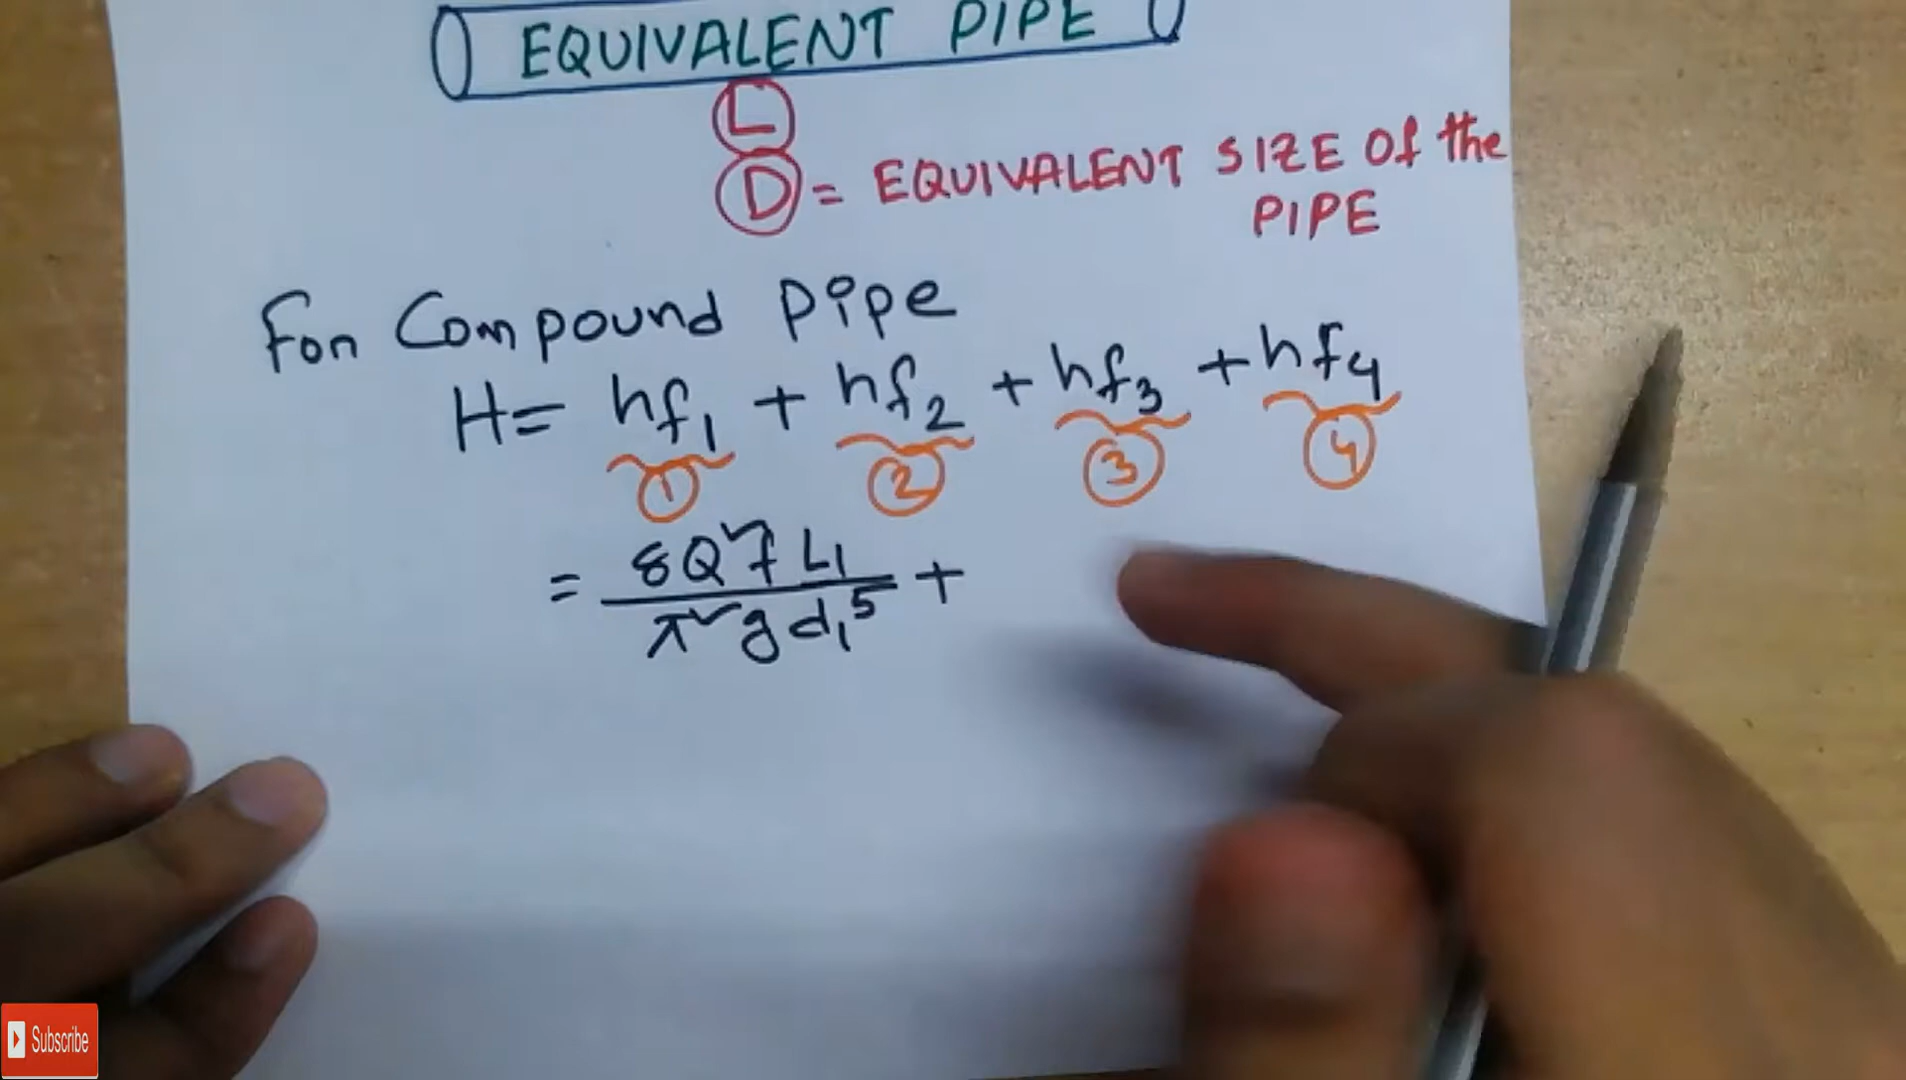 EQUIVALENT PIPE
L
D = EQUIVALENT SIZE Of the
PIPE
For Compound Pipe
H = hf1 + hf2 + hf3 + hf4
1 2 3 4
= 8Q²f L1 +
π²g d1⁵
Subscribe